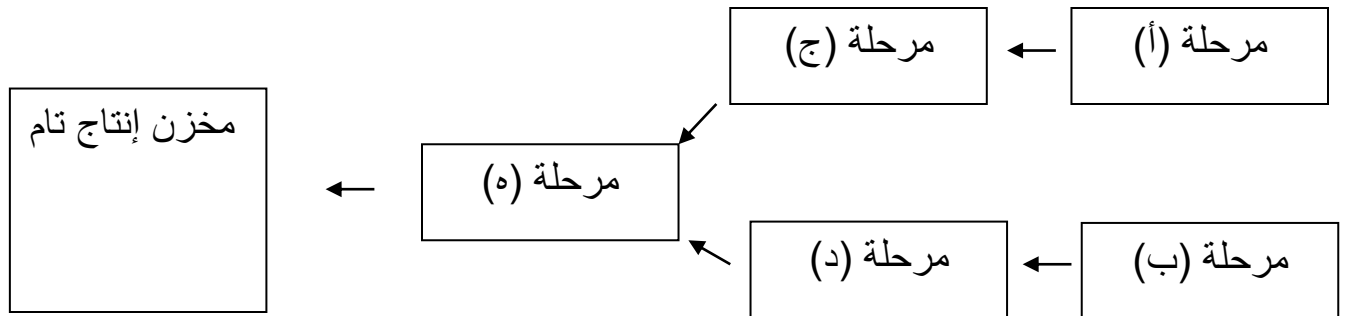 مرحلة (أ)
مرحلة (ج)
مخزن إنتاج تام
مرحلة (ه)
مرحلة (ب)
مرحلة (د)